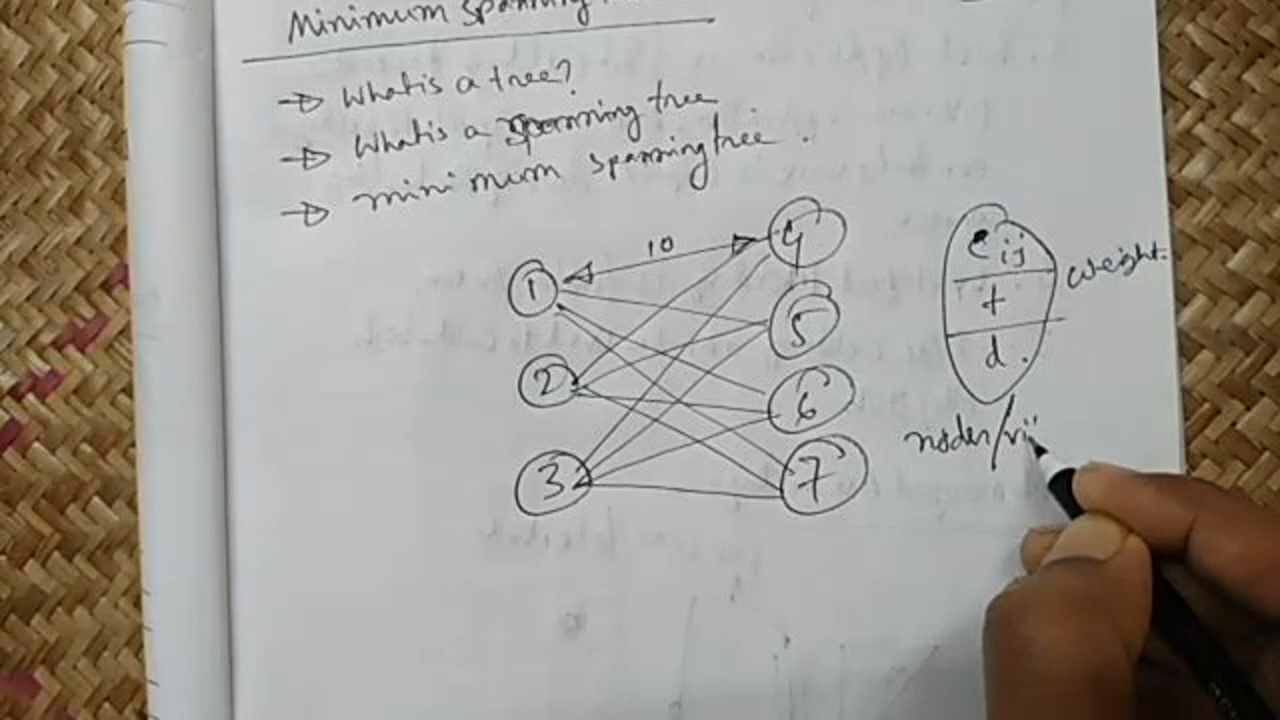 Minimum spanning
→ What is a tree?
→ What is a spanning tree
→ minimum spanning tree.
10
1
2
3
4
5
6
7
cij
t
d.
weight.
nodes/